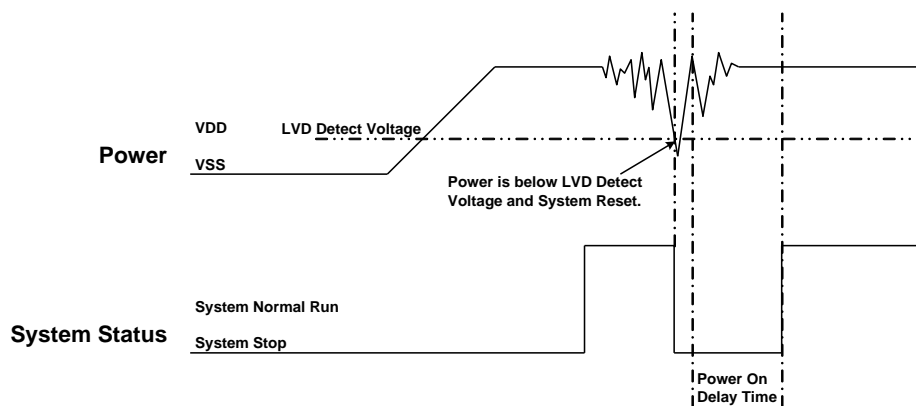 VDD
LVD Detect Voltage
Power
VSS
Power is below LVD Detect
Voltage and System Reset.
System Normal Run
System Status
System Stop
Power On
Delay Time